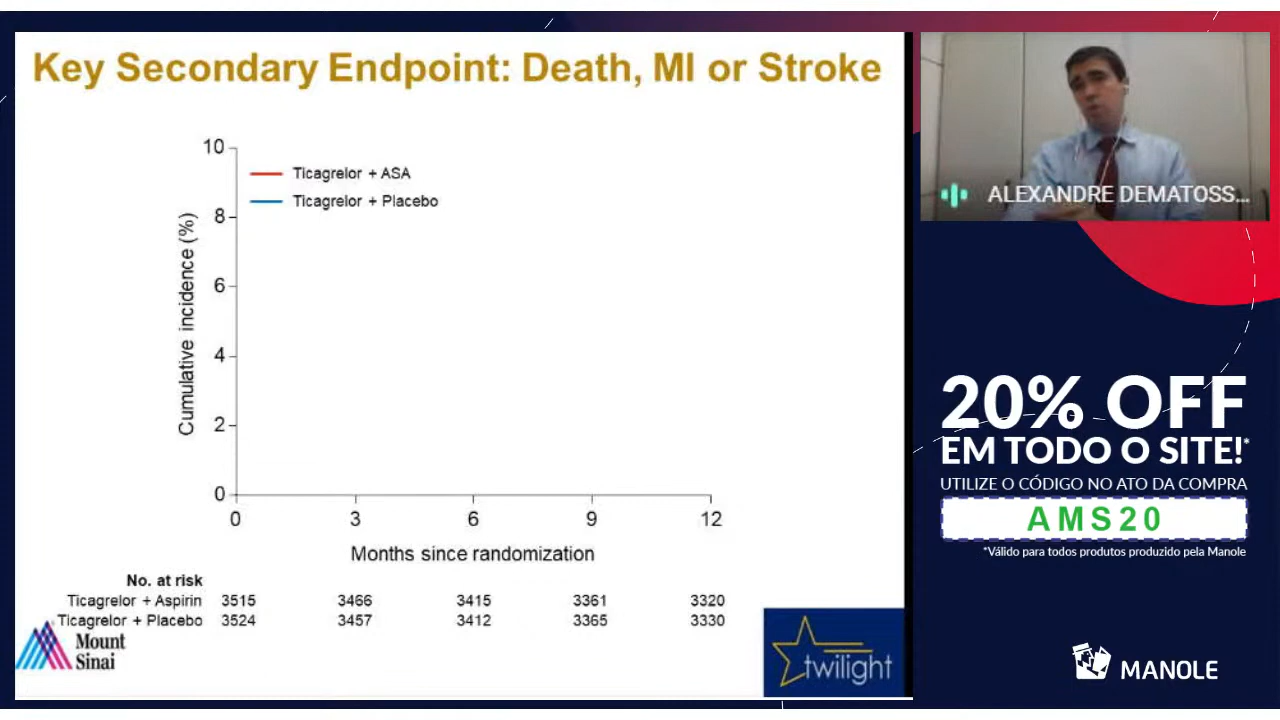 Key Secondary Endpoint: Death, MI or Stroke
10
Ticagrelor + ASA
Ticagrelor + Placebo
8
6
4
2
0
Cumulative incidence (%)
0 3 6 9 12
Months since randomization
No. at risk
Ticagrelor + Aspirin 3515 3466 3415 3361 3320
Ticagrelor + Placebo 3524 3457 3412 3365 3330
Mount
Sinai
twilight
ALEXANDRE DEMATOSS...
20% OFF
EM TODO O SITE!*
UTILIZE O CÓDIGO NO ATO DA COMPRA
AMS20
*Válido para todos produtos produzido pela Manole
MANOLE